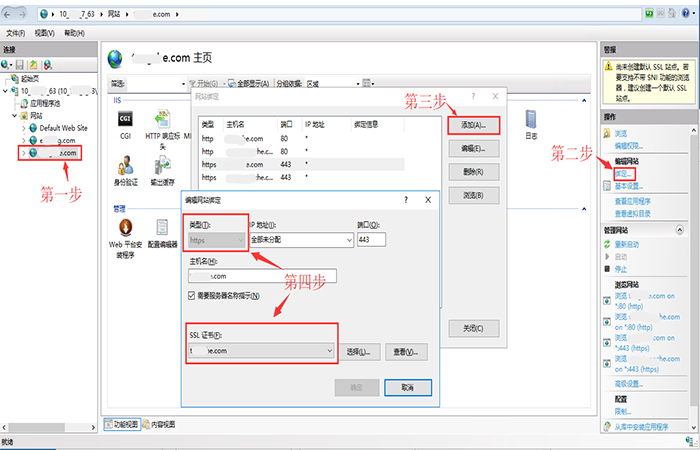 10_ _7_63 ▸ 网站 ▸ e.com ▸
文件(F) 视图(V) 帮助(H)
连接
起始页
应用程序池
网站
Default Web Site
.com
第一步
e.com 主页
筛选:
开始(G)
全部显示(A)
分组依据: 区域
IIS
CGI
HTTP 响应标头
日志
身份验证
输出缓存
管理
Web 平台安装程序
配置编辑器
网站绑定
? ×
类型 主机名 端口 IP 地址 绑定信息
http e.com 80 *
http he.c... 80 *
https e.com 443 *
https he.c... 443 *
第三步
添加(A)...
编辑(E)...
删除(R)
浏览(B)
关闭(C)
编辑网站绑定
? ×
类型(T): IP 地址(I): 端口(O):
https 全部未分配 443
主机名(H):
.com
需要服务器名称指示(N)
第四步
SSL 证书(F):
he.com
选择(L)...
查看(V)...
确定
取消
警报
尚未创建默认 SSL 站点。若
要支持不带 SNI 功能的浏览
器,建议创建一个默认 SSL
站点。
操作
浏览
编辑权限...
第二步
编辑网站
绑定...
基本设置...
查看应用程序
查看虚拟目录
管理网站
重新启动
启动
停止
浏览网站
浏览 e.com on
*:80 (http)
浏览 he.com
on *:80 (http)
浏览 .com on
*:443 (https)
浏览 he.com
on *:443 (https)
高级设置...
配置
限制...
从库中安装应用程序
功能视图 内容视图
就绪